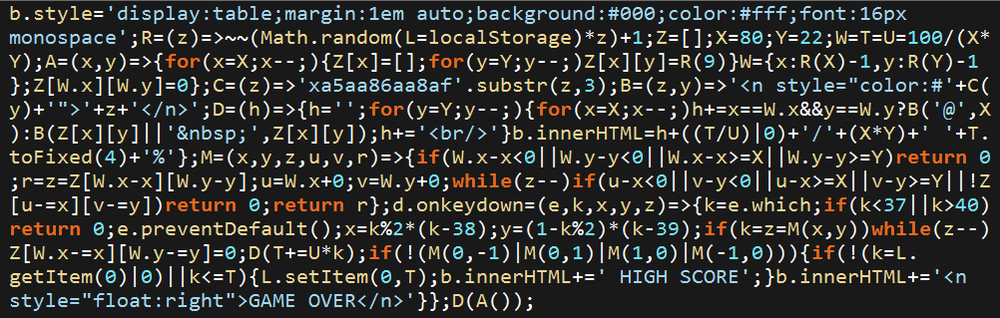 b.style='display:table;margin:1em auto;background:#000;color:#fff;font:16px
monospace';R=(z)=>~~(Math.random(L=localStorage)*z)+1;Z=[];X=80;Y=22;W=T=U=100/(X*
Y);A=(x,y)=>{for(x=X;x--;){Z[x]=[];for(y=Y;y--;)Z[x][y]=R(9)}W={x:R(X)-1,y:R(Y)-1
};Z[W.x][W.y]=0};C=(z)=>'xa5aa86aa8af'.substr(z,3);B=(z,y)=>'<n style="color:#'+C(
y)+'">'+z+'</n>';D=(h)=>{h='';for(y=Y;y--;){for(x=X;x--;)h+=x==W.x&&y==W.y?B('@',X
):B(Z[x][y]||'&nbsp;',Z[x][y]);h+='<br/>'}b.innerHTML=h+((T/U)|0)+'/'+(X*Y)+' '+T.
toFixed(4)+'%'};M=(x,y,z,u,v,r)=>{if(W.x-x<0||W.y-y<0||W.x-x>=X||W.y-y>=Y)return 0
;r=z=Z[W.x-x][W.y-y];u=W.x+0;v=W.y+0;while(z--)if(u-x<0||v-y<0||u-x>=X||v-y>=Y||!Z
[u-=x][v-=y])return 0;return r};d.onkeydown=(e,k,x,y,z)=>{k=e.which;if(k<37||k>40)
return 0;e.preventDefault();x=k%2*(k-38);y=(1-k%2)*(k-39);if(k=z=M(x,y))while(z--)
Z[W.x-=x][W.y-=y]=0;D(T+=U*k);if(!(M(0,-1)|M(0,1)|M(1,0)|M(-1,0))){if(!(k=L.
getItem(0)|0)||k<=T){L.setItem(0,T);b.innerHTML+=' HIGH SCORE';}b.innerHTML+='<n
style="float:right">GAME OVER</n>'}};D(A());